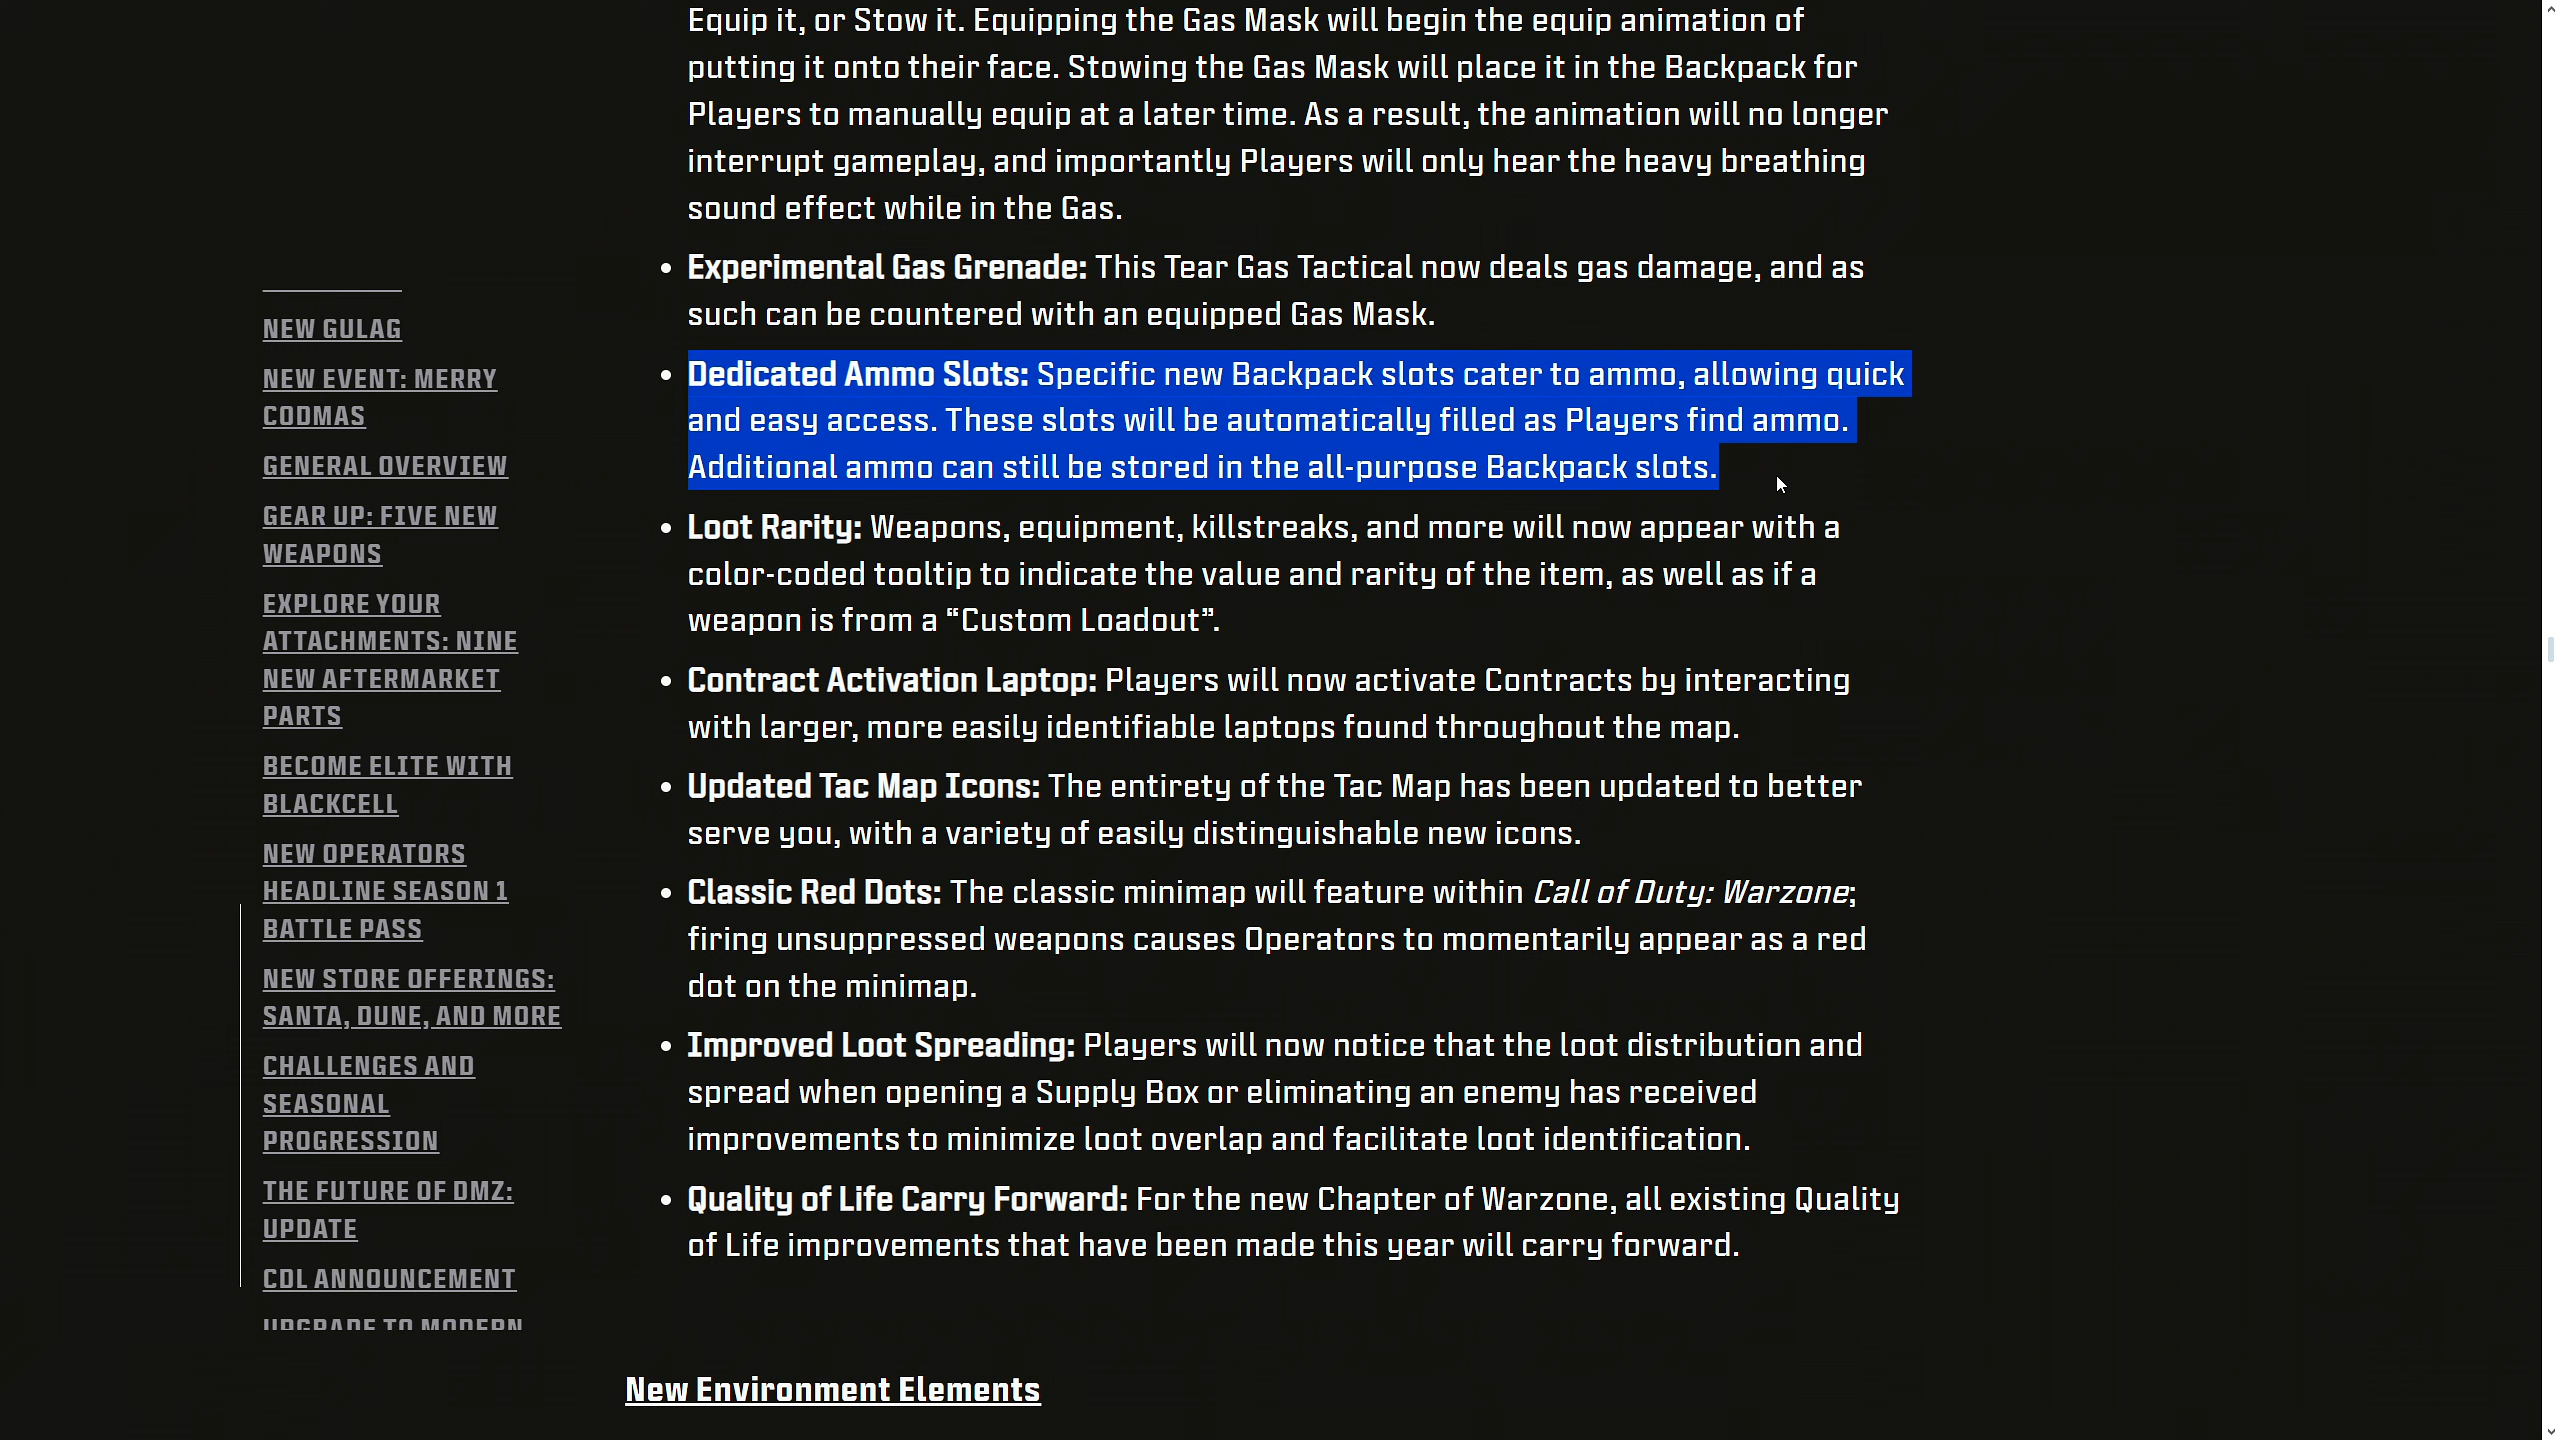 Equip it, or Stow it. Equipping the Gas Mask will begin the equip animation of
putting it onto their face. Stowing the Gas Mask will place it in the Backpack for
Players to manually equip at a later time. As a result, the animation will no longer
interrupt gameplay, and importantly Players will only hear the heavy breathing
sound effect while in the Gas.
• Experimental Gas Grenade: This Tear Gas Tactical now deals gas damage, and as
such can be countered with an equipped Gas Mask.
• Dedicated Ammo Slots: Specific new Backpack slots cater to ammo, allowing quick
and easy access. These slots will be automatically filled as Players find ammo.
Additional ammo can still be stored in the all-purpose Backpack slots.
• Loot Rarity: Weapons, equipment, killstreaks, and more will now appear with a
color-coded tooltip to indicate the value and rarity of the item, as well as if a
weapon is from a “Custom Loadout”.
• Contract Activation Laptop: Players will now activate Contracts by interacting
with larger, more easily identifiable laptops found throughout the map.
• Updated Tac Map Icons: The entirety of the Tac Map has been updated to better
serve you, with a variety of easily distinguishable new icons.
• Classic Red Dots: The classic minimap will feature within Call of Duty: Warzone;
firing unsuppressed weapons causes Operators to momentarily appear as a red
dot on the minimap.
• Improved Loot Spreading: Players will now notice that the loot distribution and
spread when opening a Supply Box or eliminating an enemy has received
improvements to minimize loot overlap and facilitate loot identification.
• Quality of Life Carry Forward: For the new Chapter of Warzone, all existing Quality
of Life improvements that have been made this year will carry forward.
New Environment Elements
NEW GULAG
NEW EVENT: MERRY
CODMAS
GENERAL OVERVIEW
GEAR UP: FIVE NEW
WEAPONS
EXPLORE YOUR
ATTACHMENTS: NINE
NEW AFTERMARKET
PARTS
BECOME ELITE WITH
BLACKCELL
NEW OPERATORS
HEADLINE SEASON 1
BATTLE PASS
NEW STORE OFFERINGS:
SANTA, DUNE, AND MORE
CHALLENGES AND
SEASONAL
PROGRESSION
THE FUTURE OF DMZ:
UPDATE
CDL ANNOUNCEMENT
UPGRADE TO MODERN